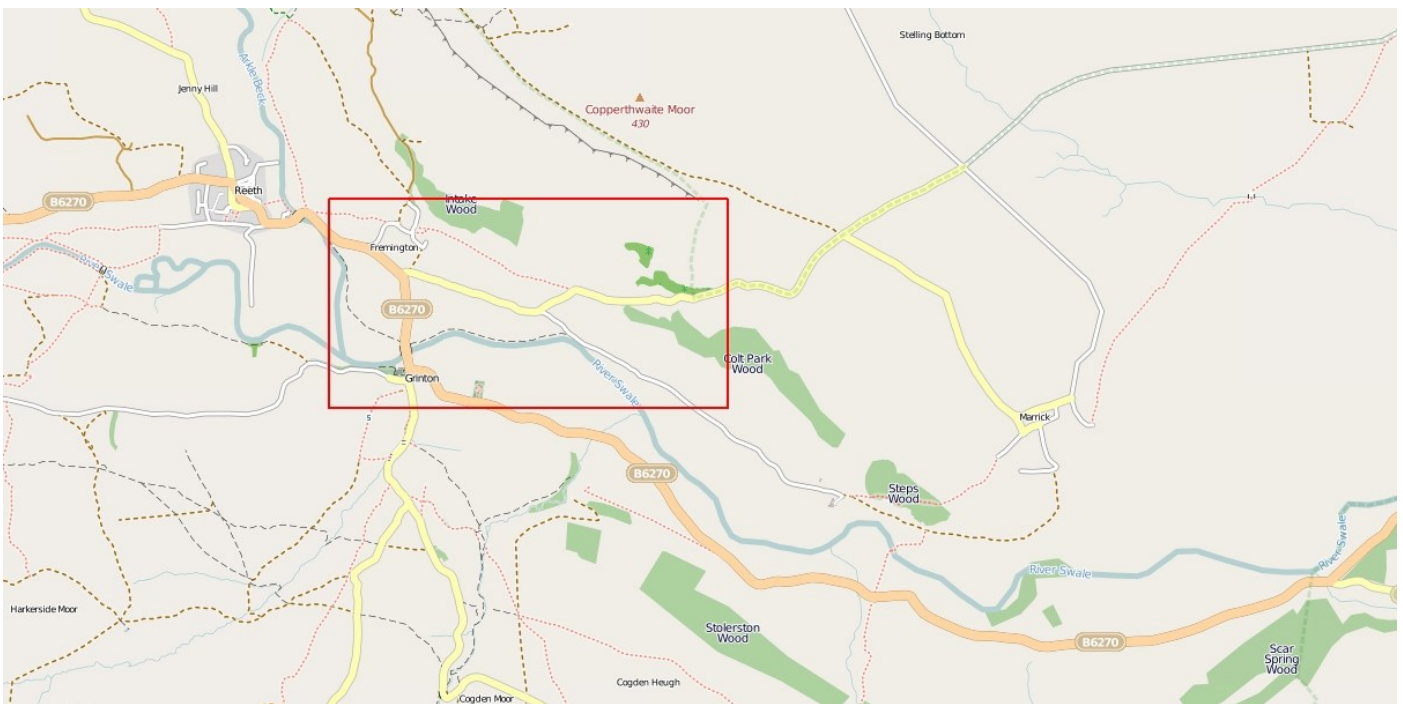 Stelling Bottom
Arkle Beck
Jenny Hill
Copperthwaite Moor
430
Reeth
B6270
Intake
Wood
Fremington
River Swale
B6270
Colt Park
Wood
River Swale
Grinton
Marrick
B6270
Steps
Wood
River Swale
River Swale
Harkerside Moor
Stolerston
Wood
B6270
Scar
Spring
Wood
Cogden Heugh
Cogden Moor